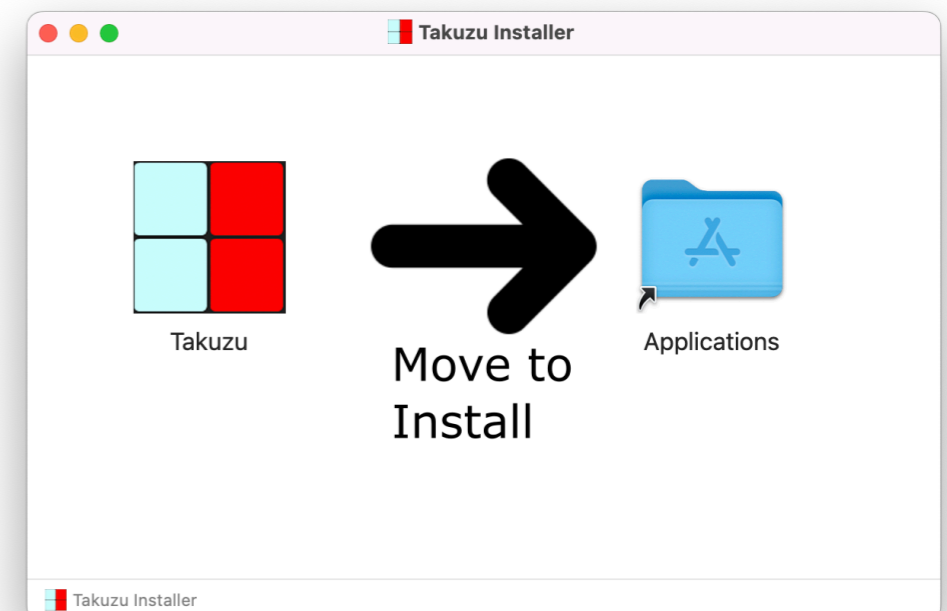 Takuzu Installer
Takuzu
Move to
Install
Applications
Takuzu Installer